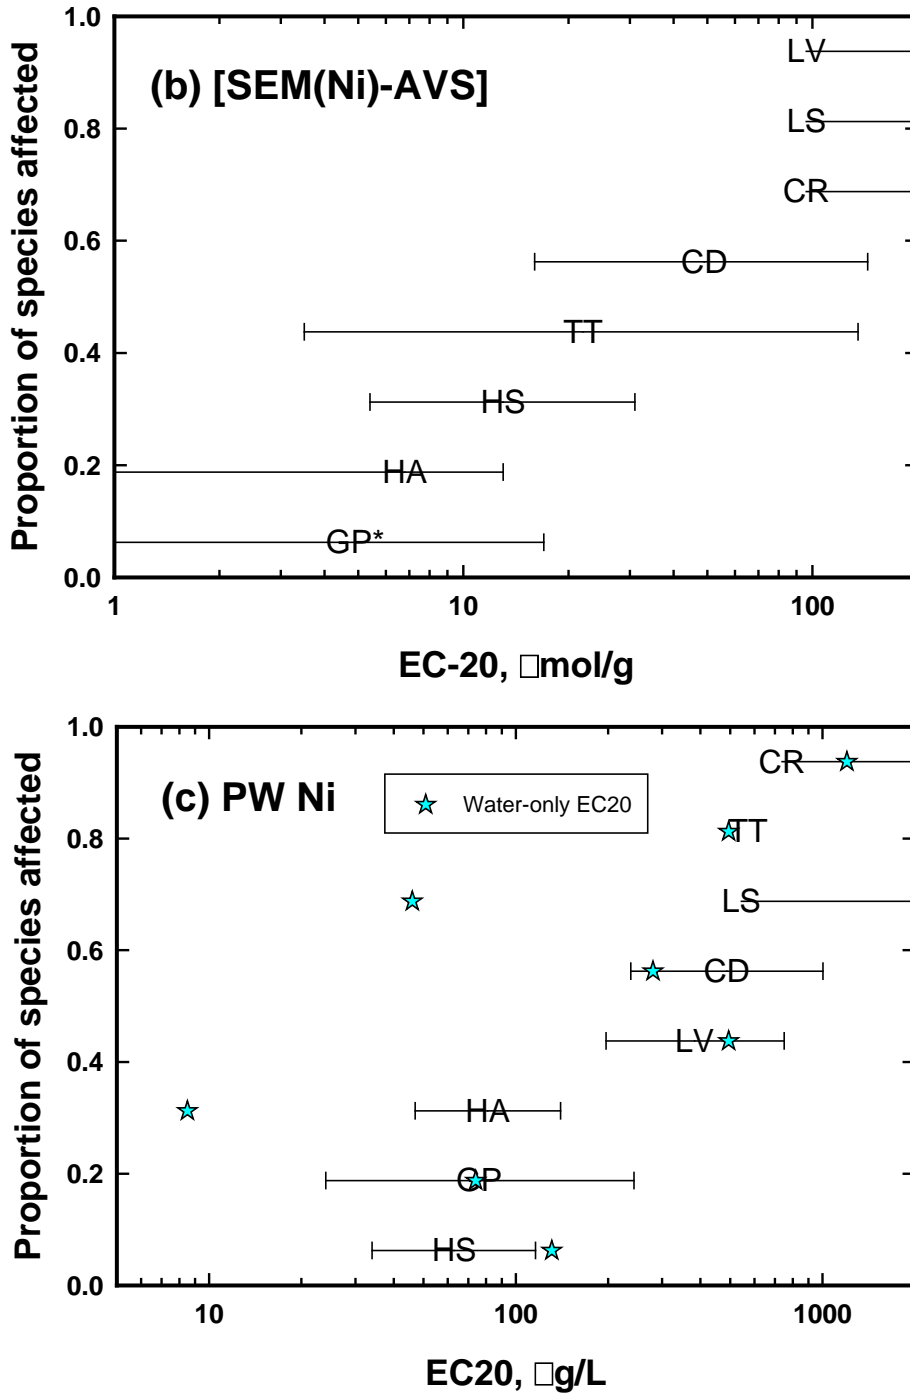 1.0
LV
(b) [SEM(Ni)-AVS]
0.8
LS
CR
0.6
CD
Proportion of species affected
TT
0.4
HS
0.2
HA
GP*
0.0
1
10
100
EC-20, □mol/g
1.0
CR
(c) PW Ni
Water-only EC20
0.8
TT
LS
0.6
CD
Proportion of species affected
LV
0.4
HA
0.2
GP
HS
0.0
10
100
1000
EC20, □g/L